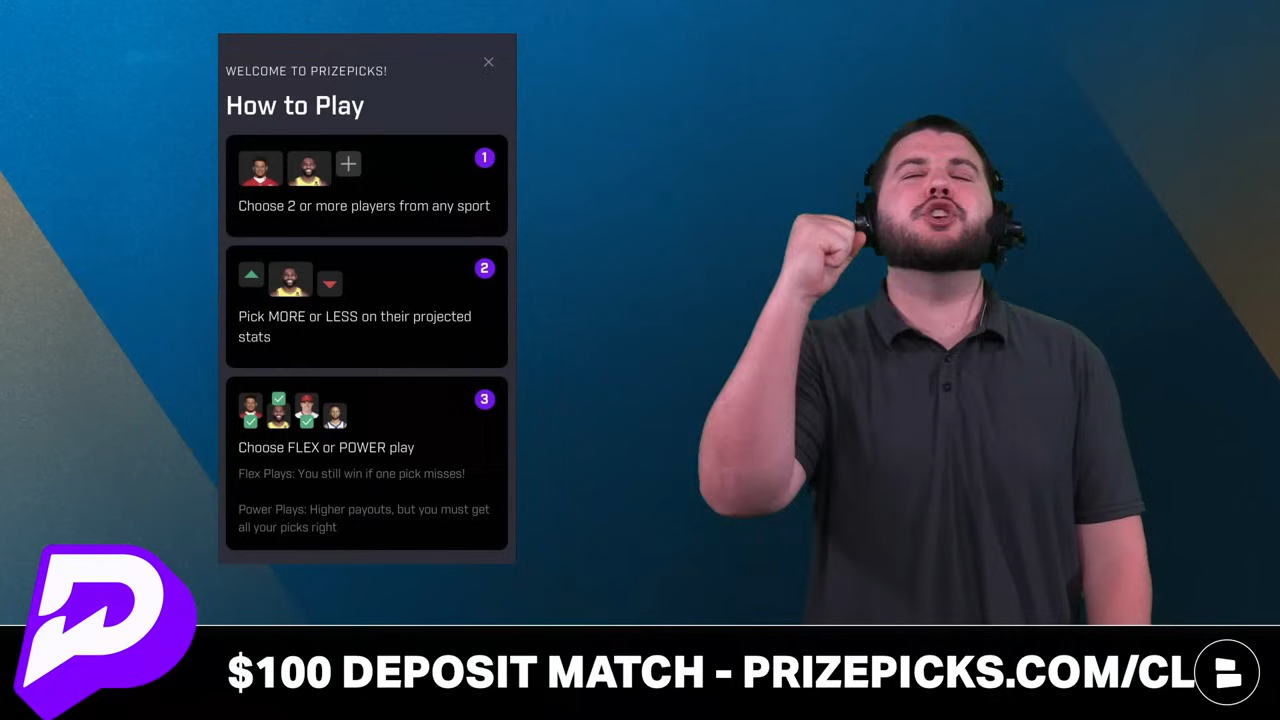 WELCOME TO PRIZEPICKS!
How to Play
1
Choose 2 or more players from any sport
2
Pick MORE or LESS on their projected
stats
3
Choose FLEX or POWER play
Flex Plays: You still win if one pick misses!
Power Plays: Higher payouts, but you must get
all your picks right
$100 DEPOSIT MATCH - PRIZEPICKS.COM/CL